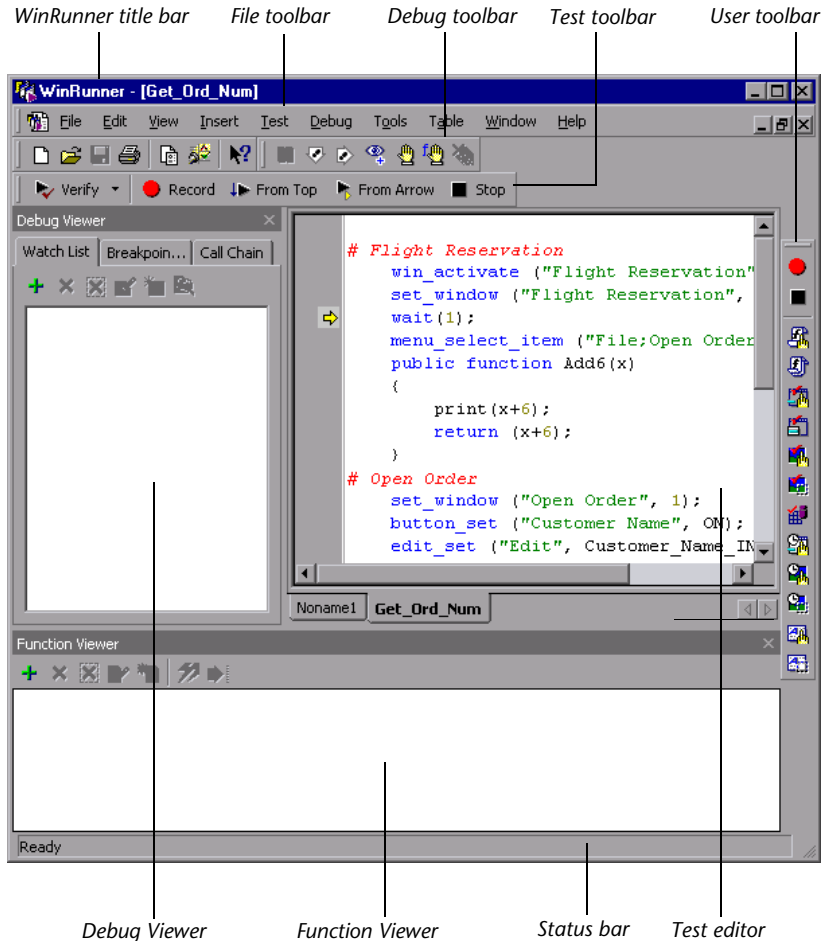 WinRunner title bar File toolbar Debug toolbar Test toolbar User toolbar
WinRunner - [Get_Ord_Num]
File Edit View Insert Test Debug Tools Table Window Help
Verify Record From Top From Arrow Stop
Debug Viewer
Watch List Breakpoin... Call Chain
# Flight Reservation
win_activate ("Flight Reservation"
set_window ("Flight Reservation",
wait(1);
menu_select_item ("File;Open Order
public function Add6(x)
{
print(x+6);
return (x+6);
}
# Open Order
set_window ("Open Order", 1);
button_set ("Customer Name", ON);
edit_set ("Edit", Customer_Name_IN
Noname1 Get_Ord_Num
Function Viewer
Ready
Debug Viewer Function Viewer Status bar Test editor